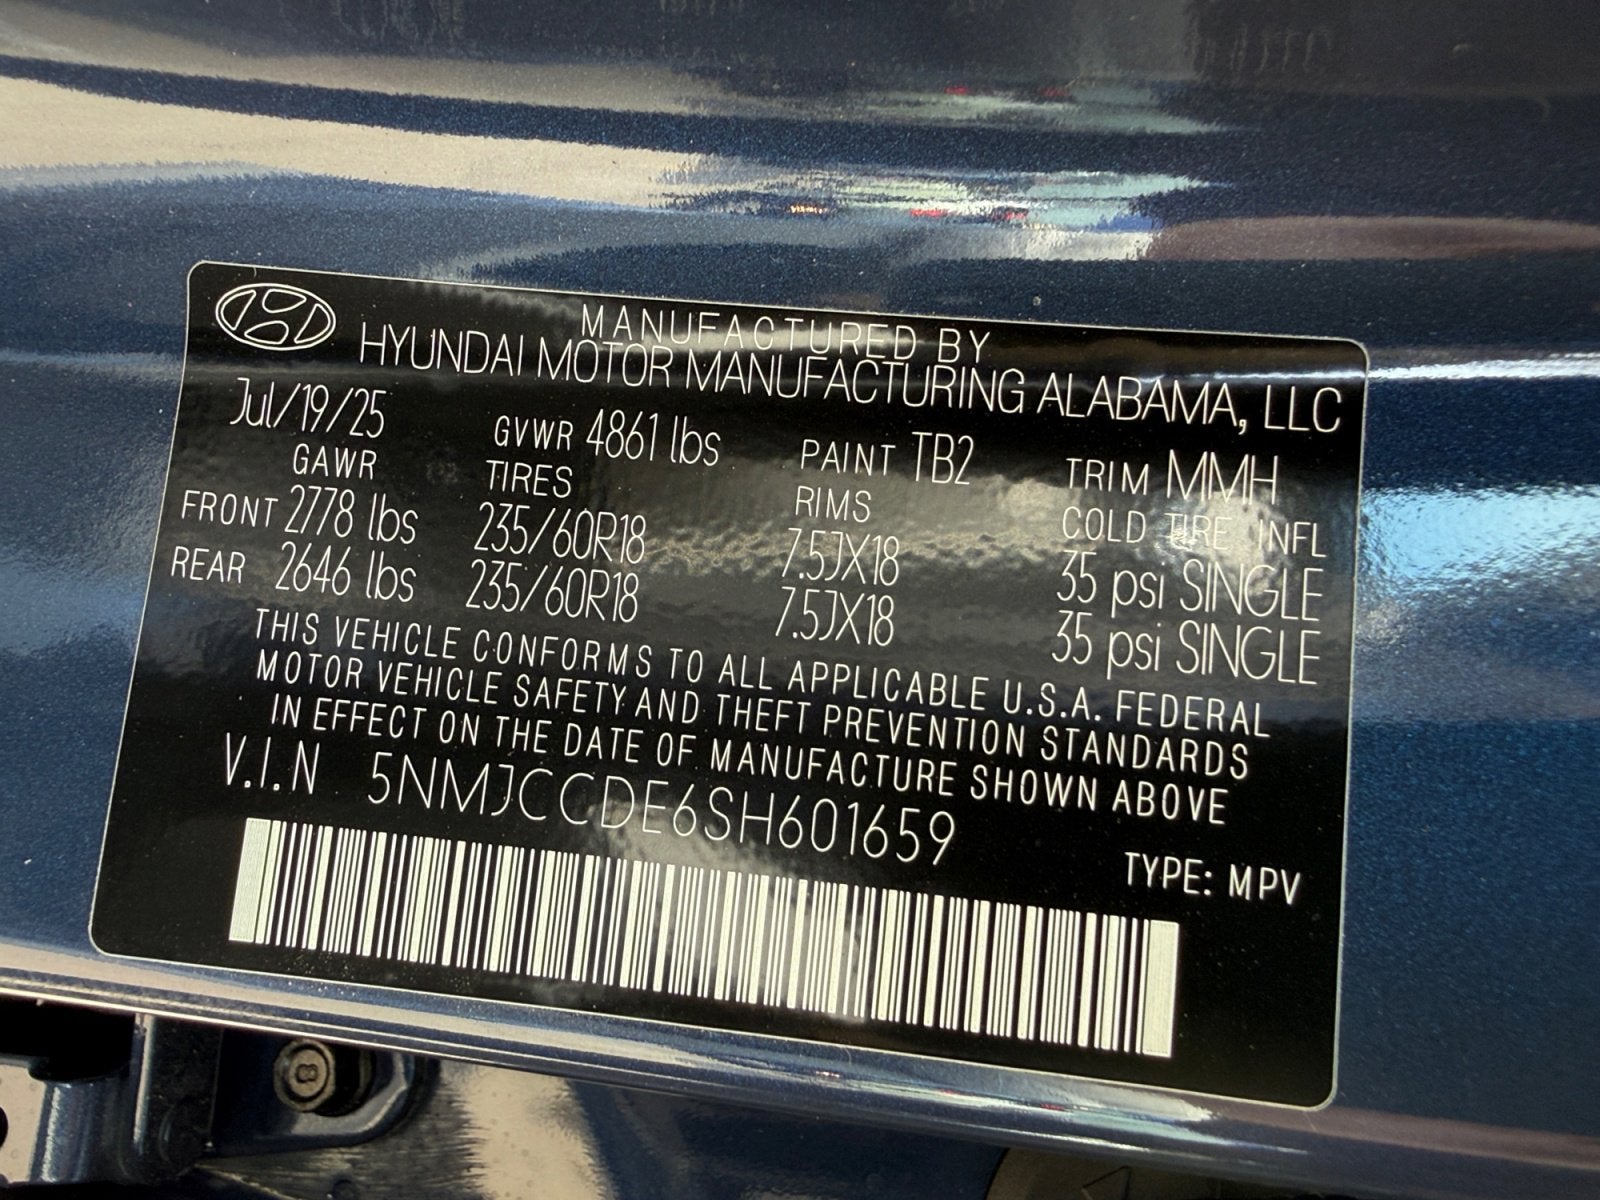 MANUFACTURED BY
HYUNDAI MOTOR MANUFACTURING ALABAMA, LLC
Jul/19/25 GVWR 4861 lbs PAINT TB2 TRIM MMH
GAWR TIRES RIMS COLD TIRE INFL
FRONT 2778 lbs 235/60R18 7.5JX18 35 psi SINGLE
REAR 2646 lbs 235/60R18 7.5JX18 35 psi SINGLE
THIS VEHICLE CONFORMS TO ALL APPLICABLE U.S.A. FEDERAL
MOTOR VEHICLE SAFETY AND THEFT PREVENTION STANDARDS
IN EFFECT ON THE DATE OF MANUFACTURE SHOWN ABOVE
V.I.N 5NMJCCDE6SH601659
TYPE: MPV
8